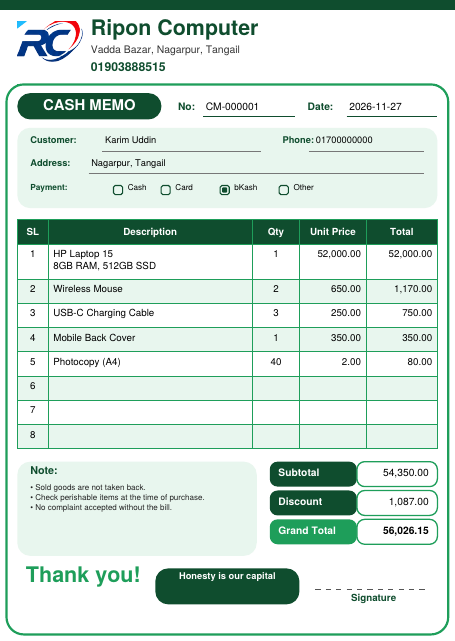 RC
Ripon Computer
Vadda Bazar, Nagarpur, Tangail
01903888515
CASH MEMO No: CM-000001 Date: 2026-11-27
Customer: Karim Uddin Phone: 01700000000
Address: Nagarpur, Tangail
Payment: Cash Card bKash Other
SL Description Qty Unit Price Total
1 HP Laptop 15 1 52,000.00 52,000.00
8GB RAM, 512GB SSD
2 Wireless Mouse 2 650.00 1,170.00
3 USB-C Charging Cable 3 250.00 750.00
4 Mobile Back Cover 1 350.00 350.00
5 Photocopy (A4) 40 2.00 80.00
6
7
8
Note:
• Sold goods are not taken back.
• Check perishable items at the time of purchase.
• No complaint accepted without the bill.
Subtotal 54,350.00
Discount 1,087.00
Grand Total 56,026.15
Thank you!
Honesty is our capital
Signature